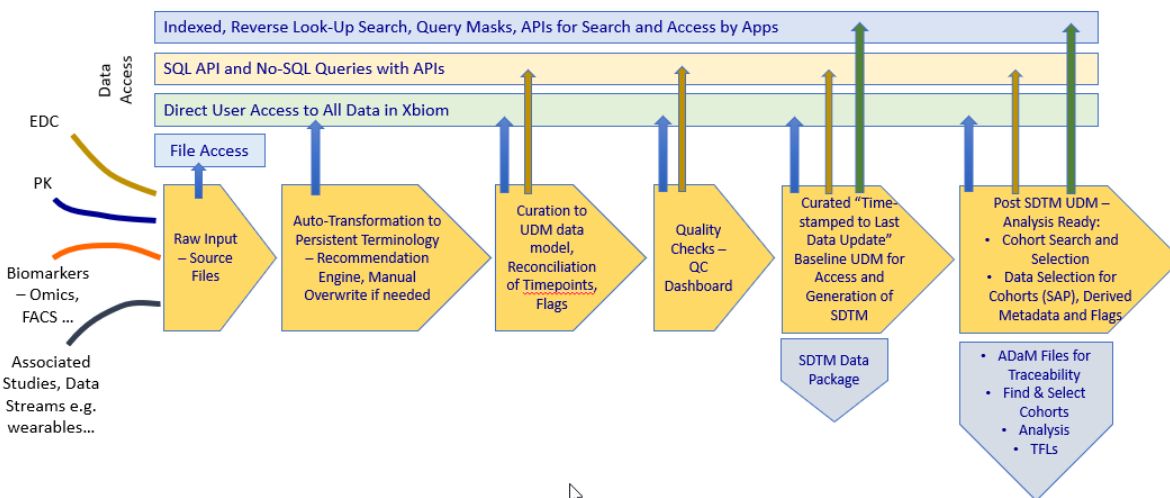 Indexed, Reverse Look-Up Search, Query Masks, APIs for Search and Access by Apps
Data
Access
SQL API and No-SQL Queries with APIs
Direct User Access to All Data in Xbiom
File Access
EDC
PK
Biomarkers
– Omics,
FACS ...
Associated
Studies, Data
Streams e.g.
wearables...
Raw Input
– Source
Files
Auto-Transformation to
Persistent Terminology
– Recommendation
Engine, Manual
Overwrite if needed
Curation to
UDM data
model,
Reconciliation
of Timepoints,
Flags
Quality
Checks –
QC
Dashboard
Curated “Time-
stamped to Last
Data Update”
Baseline UDM for
Access and
Generation of
SDTM
Post SDTM UDM –
Analysis Ready:
• Cohort Search and
Selection
• Data Selection for
Cohorts (SAP), Derived
Metadata and Flags
SDTM Data
Package
• ADaM Files for
Traceability
• Find & Select
Cohorts
• Analysis
• TFLs